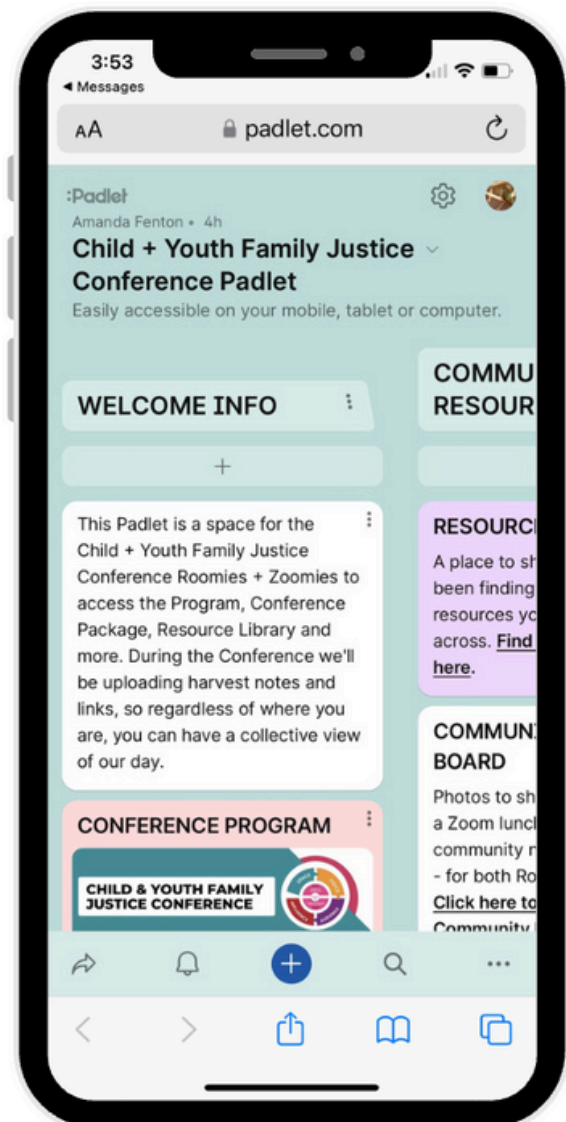 3:53
Messages
AA
padlet.com
:Padlet
Amanda Fenton • 4h
Child + Youth Family Justice
Conference Padlet
Easily accessible on your mobile, tablet or computer.
WELCOME INFO
+
This Padlet is a space for the
Child + Youth Family Justice
Conference Roomies + Zoomies to
access the Program, Conference
Package, Resource Library and
more. During the Conference we'll
be uploading harvest notes and
links, so regardless of where you
are, you can have a collective view
of our day.
CONFERENCE PROGRAM
CHILD & YOUTH FAMILY
JUSTICE CONFERENCE
COMMU
RESOUR
RESOURC
A place to sh
been finding
resources yo
across. Find
here.
COMMUN
BOARD
Photos to sh
a Zoom lunc
community n
- for both Ro
Click here to
Community